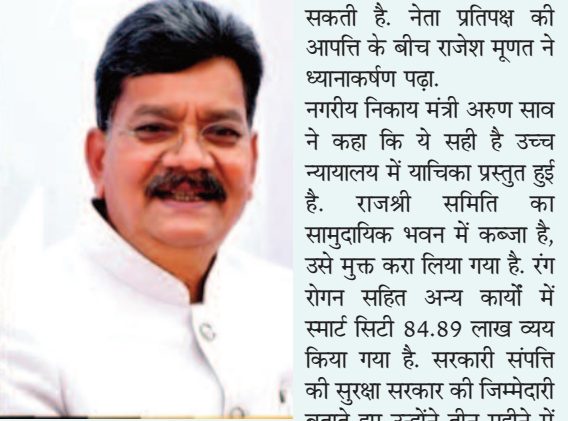 सकती है. नेता प्रतिपक्ष की
आपत्ति के बीच राजेश मूणत ने
ध्यानाकर्षण पढ़ा.
नगरीय निकाय मंत्री अरुण साव
ने कहा कि ये सही है उच्च
न्यायालय में याचिका प्रस्तुत हुई
है. राजश्री समिति का
सामुदायिक भवन में कब्जा है,
उसे मुक्त करा लिया गया है. रंग
रोगन सहित अन्य कार्यों में
स्मार्ट सिटी 84.89 लाख व्यय
किया गया है. सरकारी संपत्ति
की सुरक्षा सरकार की जिम्मेदारी